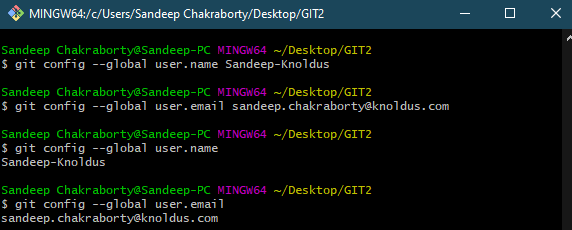 MINGW64:/c/Users/Sandeep Chakraborty/Desktop/GIT2
Sandeep Chakraborty@Sandeep-PC MINGW64 ~/Desktop/GIT2
$ git config --global user.name Sandeep-Knoldus
Sandeep Chakraborty@Sandeep-PC MINGW64 ~/Desktop/GIT2
$ git config --global user.email sandeep.chakraborty@knoldus.com
Sandeep Chakraborty@Sandeep-PC MINGW64 ~/Desktop/GIT2
$ git config --global user.name
Sandeep-Knoldus
Sandeep Chakraborty@Sandeep-PC MINGW64 ~/Desktop/GIT2
$ git config --global user.email
sandeep.chakraborty@knoldus.com